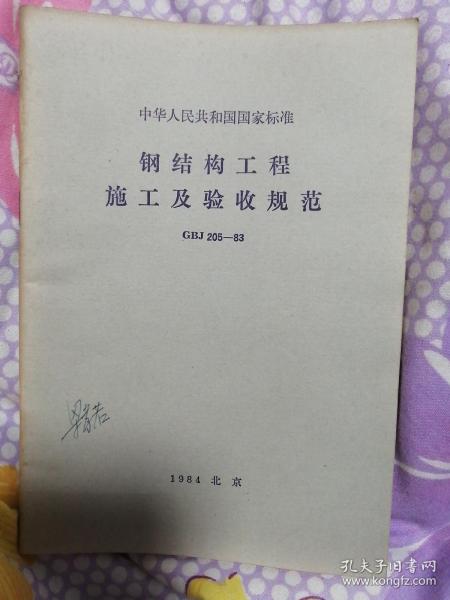 中华人民共和国国家标准
钢结构工程
施工及验收规范
GBJ 205—83
1984 北京
孔夫子旧书网
www.kongfz.com